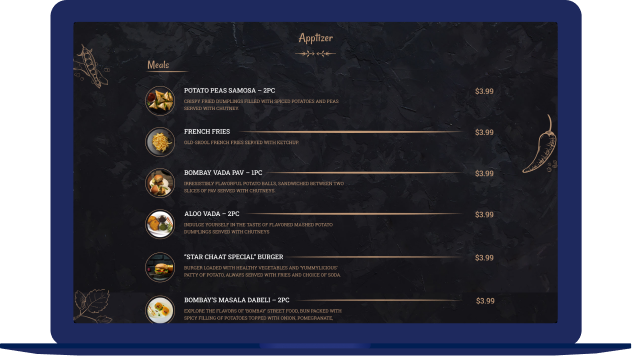 Apptizer
Meals
POTATO PEAS SAMOSA – 2PC $3.99
CRISPY FRIED DUMPLINGS FILLED WITH SPICED POTATOES AND PEAS
SERVED WITH CHUTNEY.
FRENCH FRIES $3.99
OLD-SKOOL FRENCH FRIES SERVED WITH KETCHUP.
BOMBAY VADA PAV – 1PC $3.99
IRRESISTIBLY FLAVORFUL POTATO BALLS, SANDWICHED BETWEEN TWO
SLICES OF PAV SERVED WITH CHUTNEYS.
ALOO VADA – 2PC $3.99
INDULGE YOURSELF IN THE TASTE OF FLAVORED MASHED POTATO
DUMPLINGS SERVED WITH CHUTNEYS
"STAR CHAAT SPECIAL" BURGER $3.99
BURGER LOADED WITH HEALTHY VEGETABLES AND "YUMMYLICIOUS"
PATTY OF POTATO, ALWAYS SERVED WITH FRIES AND CHOICE OF SODA.
BOMBAY'S MASALA DABELI – 2PC $3.99
EXPLORE THE FLAVORS OF "BOMBAY" STREET FOOD, BUN PACKED WITH
SPICY FILLING OF POTATOES TOPPED WITH ONION, POMEGRANATE,